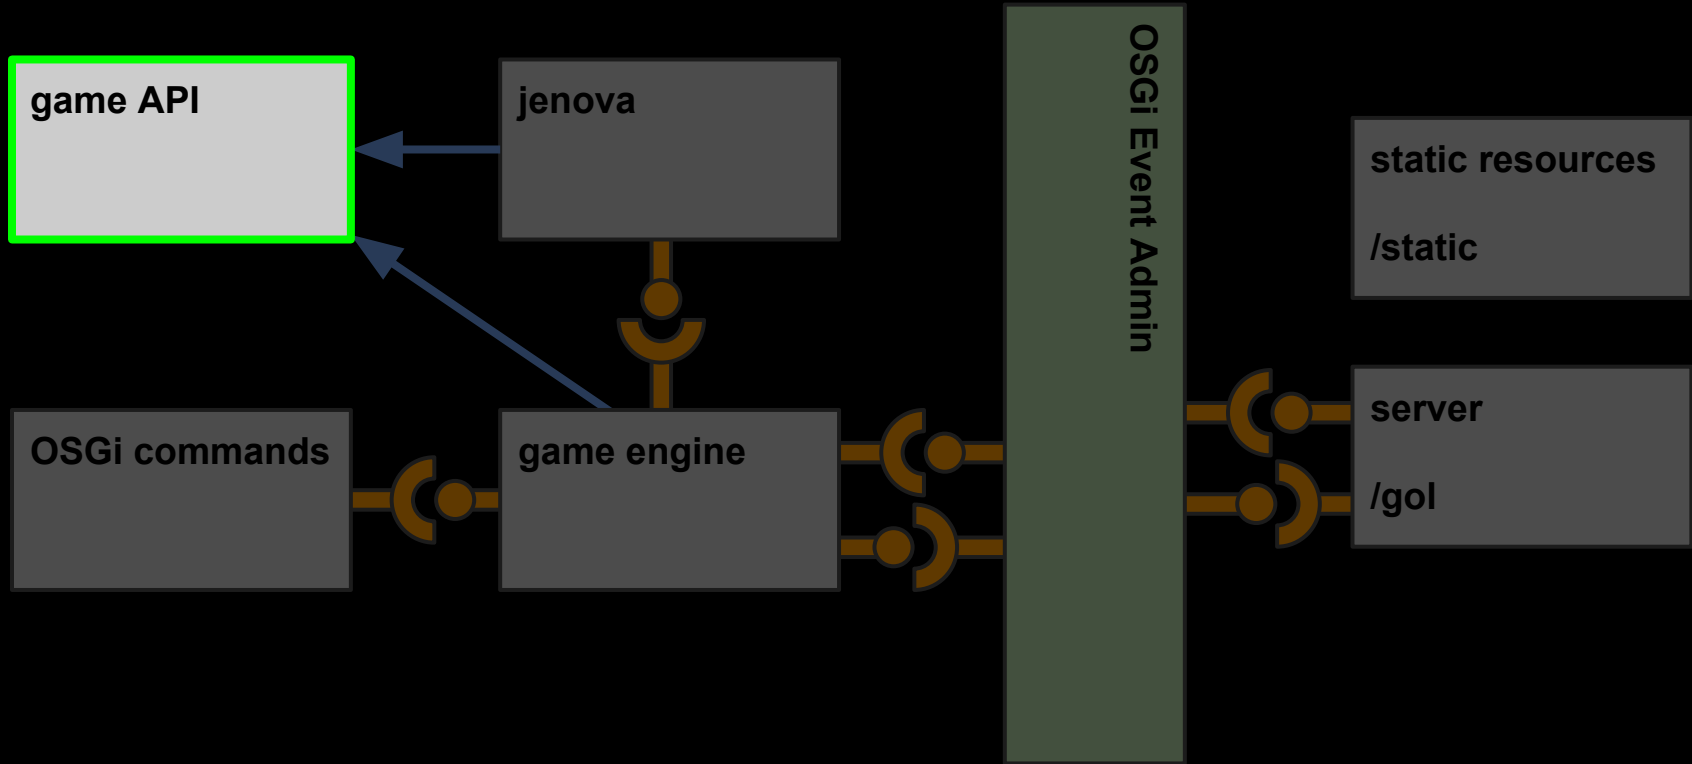 game API
jenova
OSGi Event Admin
static resources
/static
OSGi commands
game engine
server
/gol